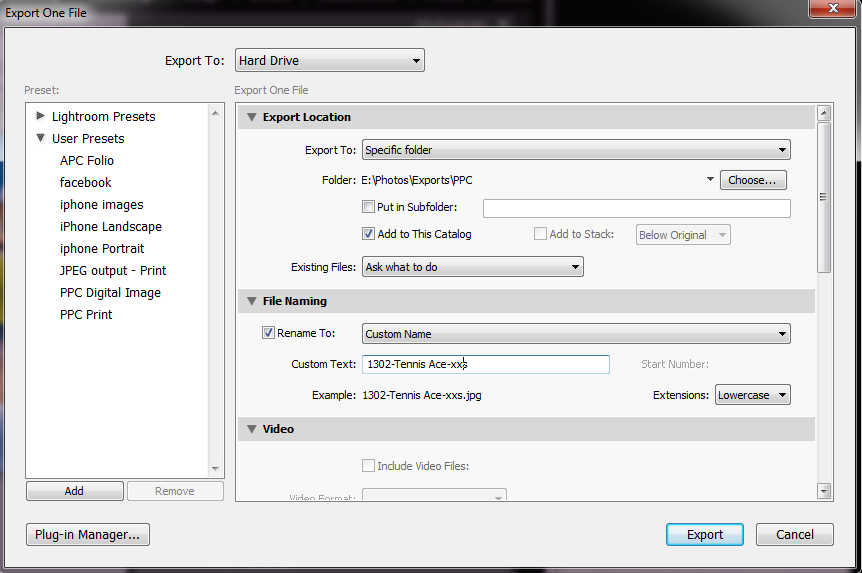 Export One File
Export To: Hard Drive
Preset:
Lightroom Presets
User Presets
APC Folio
facebook
iphone images
iPhone Landscape
iphone Portrait
JPEG output - Print
PPC Digital Image
PPC Print
Add Remove
Export One File
Export Location
Export To: Specific folder
Folder: E:\Photos\Exports\PPC Choose...
Put in Subfolder:
Add to This Catalog Add to Stack: Below Original
Existing Files: Ask what to do
File Naming
Rename To: Custom Name
Custom Text: 1302-Tennis Ace-xxs Start Number:
Example: 1302-Tennis Ace-xxs.jpg Extensions: Lowercase
Video
Include Video Files:
Video Format:
Plug-in Manager... Export Cancel